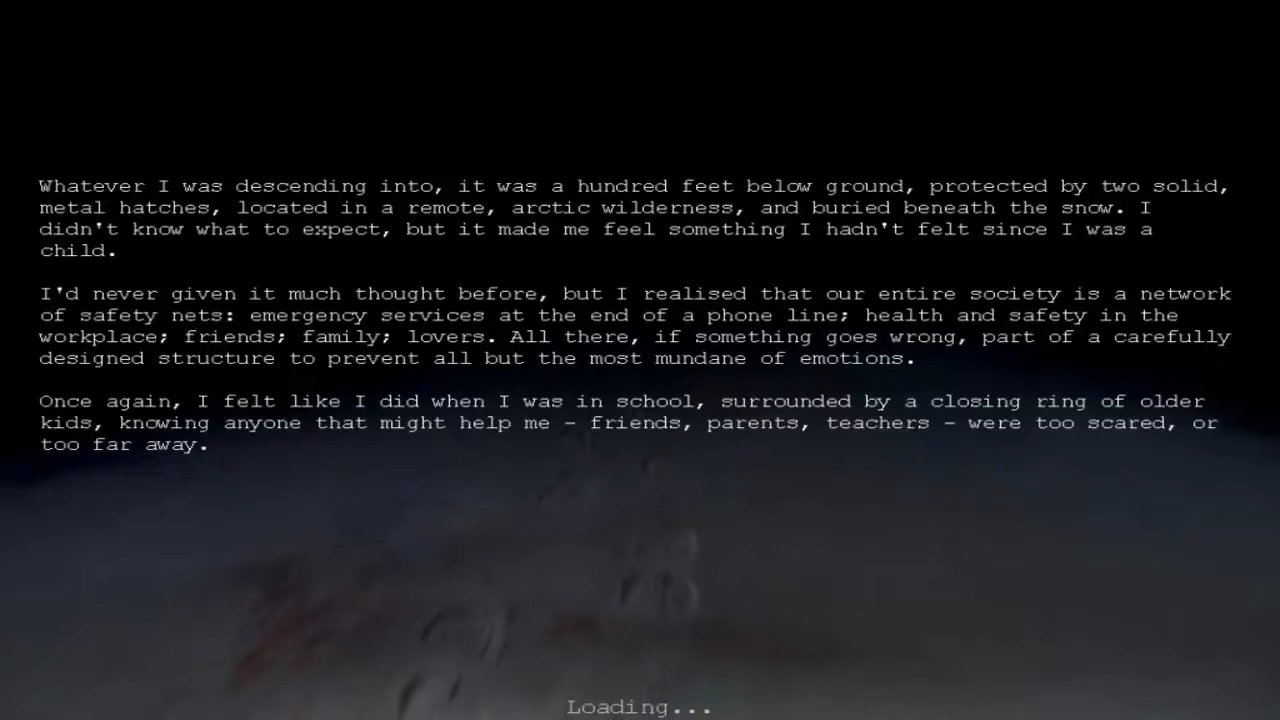 Whatever I was descending into, it was a hundred feet below ground, protected by two solid,
metal hatches, located in a remote, arctic wilderness, and buried beneath the snow. I
didn't know what to expect, but it made me feel something I hadn't felt since I was a
child.
I'd never given it much thought before, but I realised that our entire society is a network
of safety nets: emergency services at the end of a phone line; health and safety in the
workplace; friends; family; lovers. All there, if something goes wrong, part of a carefully
designed structure to prevent all but the most mundane of emotions.
Once again, I felt like I did when I was in school, surrounded by a closing ring of older
kids, knowing anyone that might help me - friends, parents, teachers - were too scared, or
too far away.
Loading...